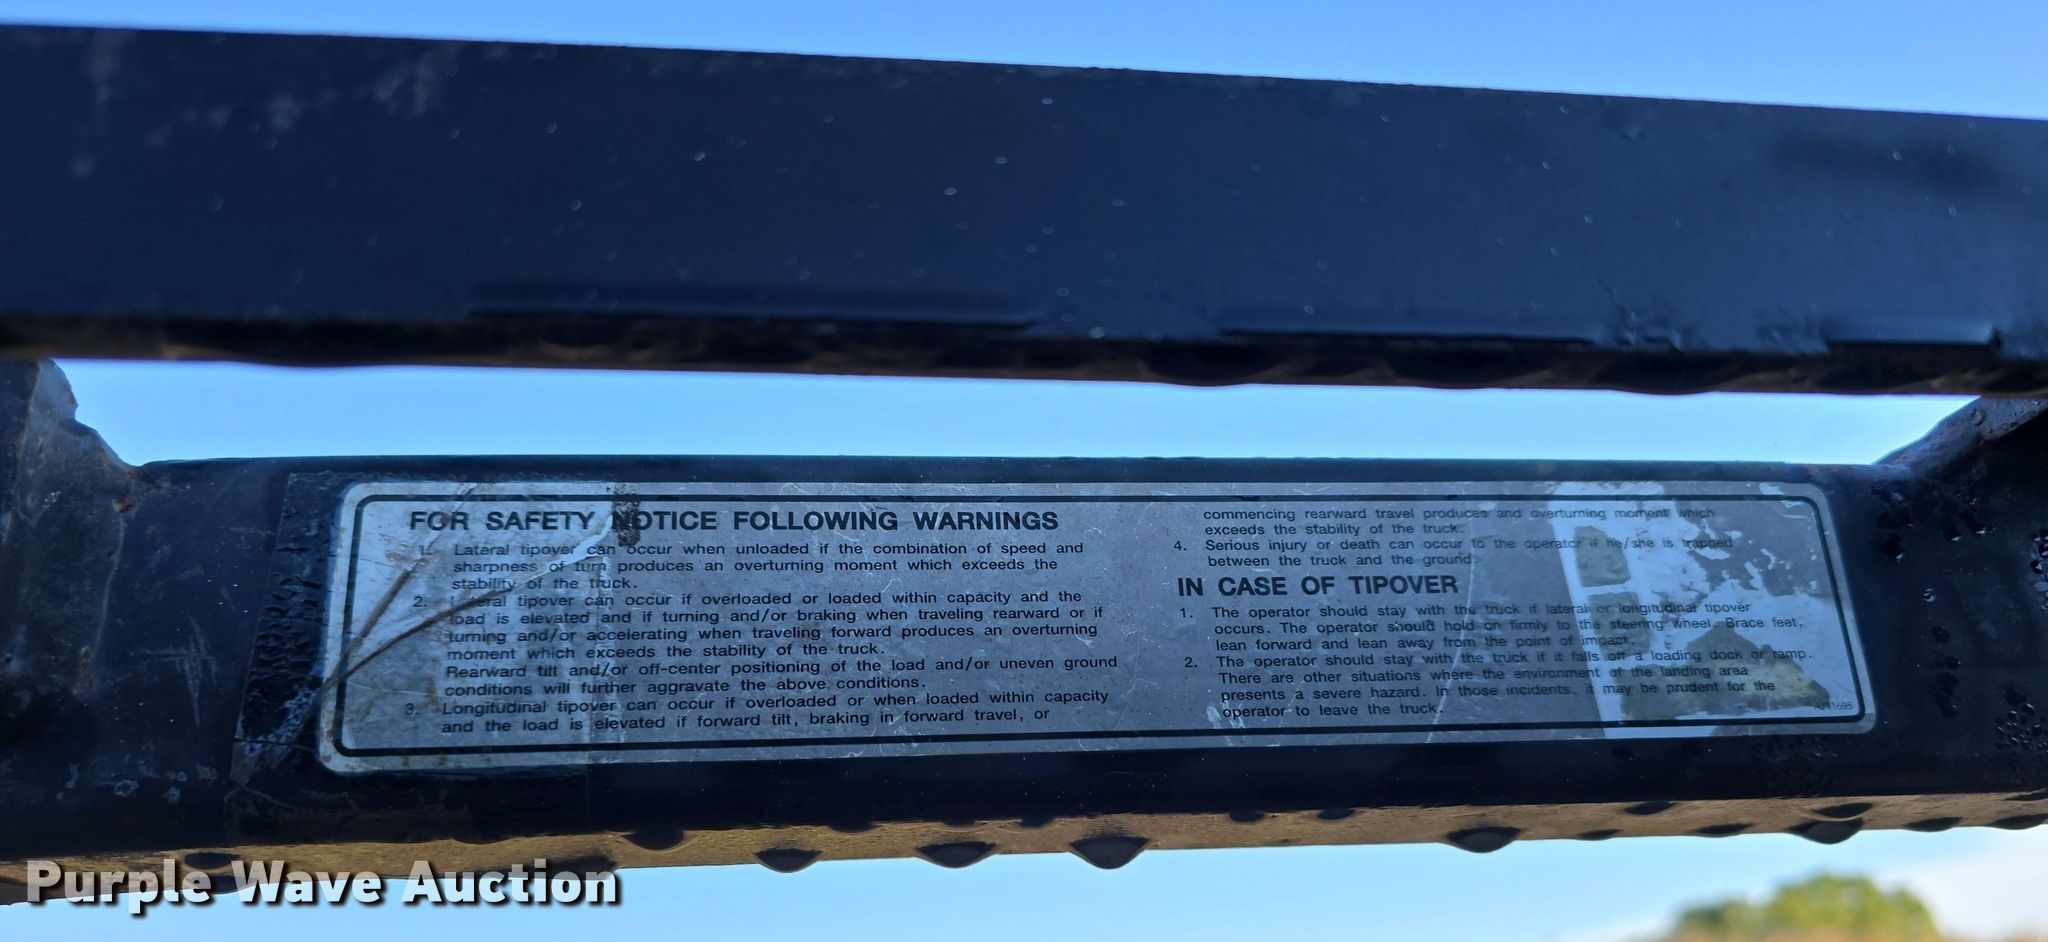 FOR SAFETY NOTICE FOLLOWING WARNINGS
1. Lateral tipover can occur when unloaded if the combination of speed and
sharpness of turn produces an overturning moment which exceeds the
stability of the truck.
2. Lateral tipover can occur if overloaded or loaded within capacity and the
load is elevated and if turning and/or braking when traveling rearward or if
turning and/or accelerating when traveling forward produces an overturning
moment which exceeds the stability of the truck.
Rearward tilt and/or off-center positioning of the load and/or uneven ground
conditions will further aggravate the above conditions.
3. Longitudinal tipover can occur if overloaded or when loaded within capacity
and the load is elevated if forward tilt, braking in forward travel, or
commencing rearward travel produces and overturning moment which
exceeds the stability of the truck.
4. Serious injury or death can occur to the operator if he/she is trapped
between the truck and the ground.
IN CASE OF TIPOVER
1. The operator should stay with the truck if lateral or longitudinal tipover
occurs. The operator should hold on firmly to the steering wheel. Brace feet,
lean forward and lean away from the point of impact.
2. The operator should stay with the truck if it falls off a loading dock or ramp.
There are other situations where the environment of the landing area
presents a severe hazard. In those incidents, it may be prudent for the
operator to leave the truck.
Purple Wave Auction